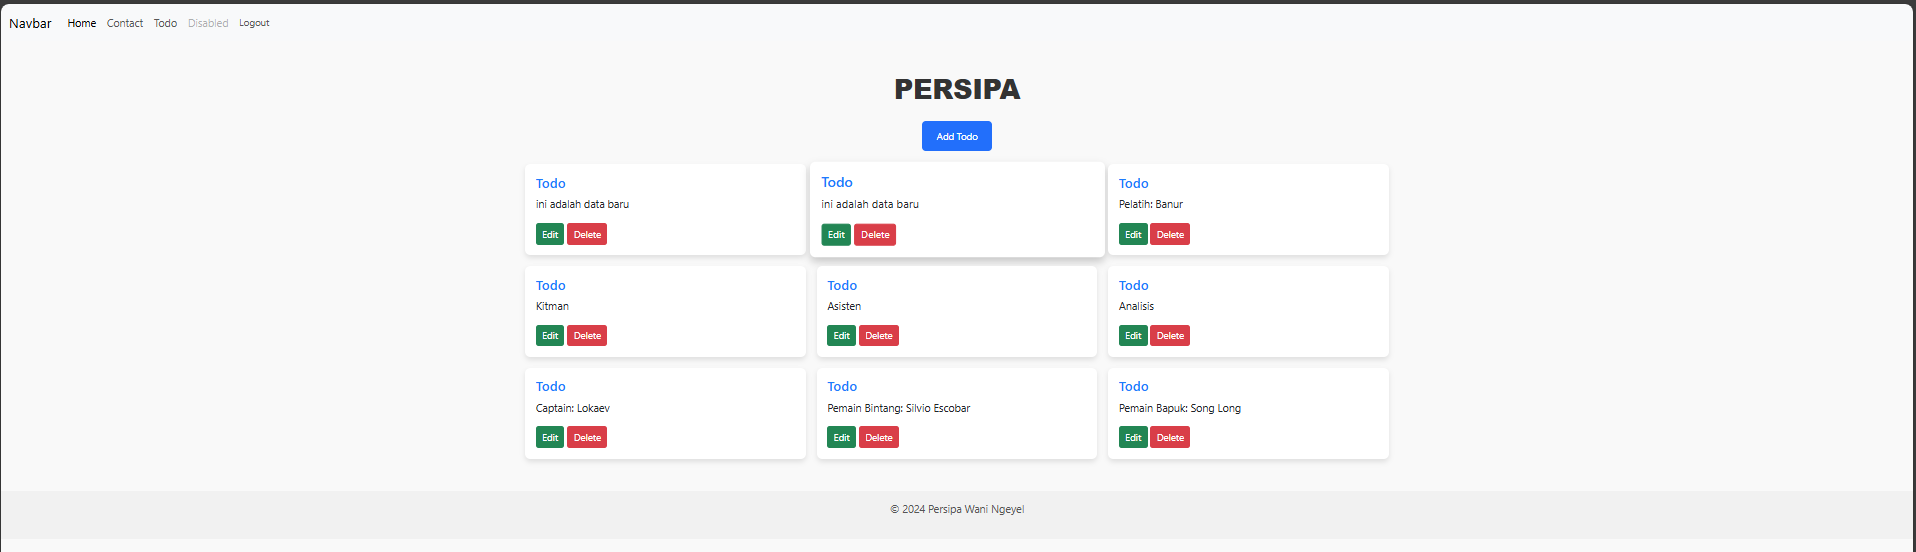 Navbar Home Contact Todo Disabled Logout
PERSIPA
Add Todo
Todo
ini adalah data baru
Edit Delete
Todo
ini adalah data baru
Edit Delete
Todo
Pelatih: Banur
Edit Delete
Todo
Kitman
Edit Delete
Todo
Asisten
Edit Delete
Todo
Analisis
Edit Delete
Todo
Captain: Lokaev
Edit Delete
Todo
Pemain Bintang: Silvio Escobar
Edit Delete
Todo
Pemain Bapuk: Song Long
Edit Delete
© 2024 Persipa Wani Ngeyel